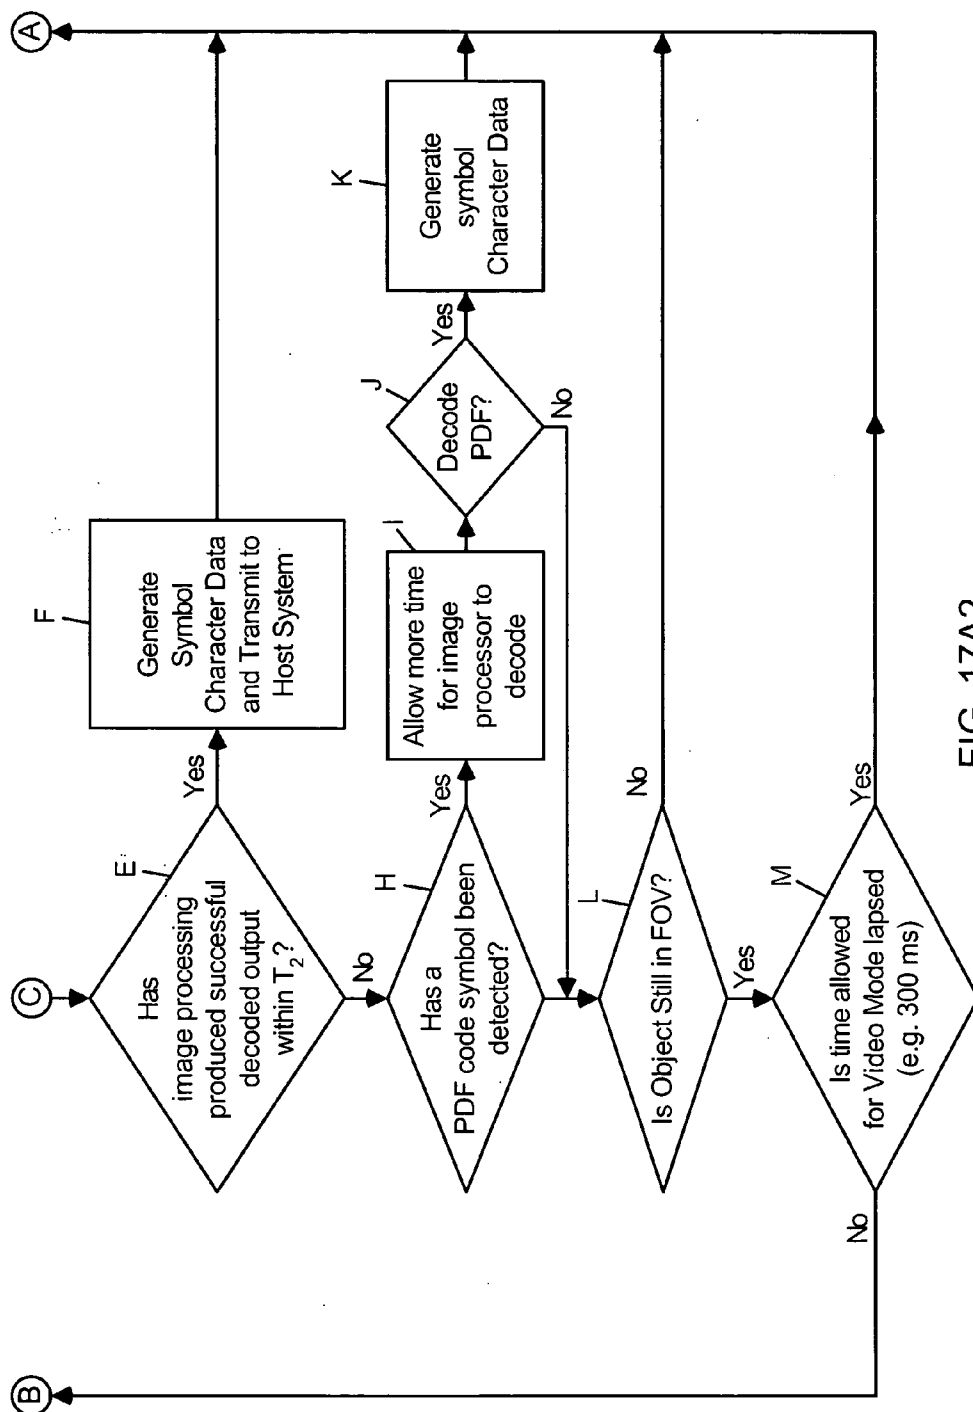 C
E
Has
image processing
produced successful
decoded output
within T2?
Yes
No
F
Generate
Symbol
Character Data
and Transmit to
Host System
A
H
Has a
PDF code symbol been
detected?
Yes
I
Allow more time
for image
processor to
decode
J
Decode
PDF?
Yes
No
K
Generate
symbol
Character Data
L
Is Object Still in FOV?
No
Yes
M
Is time allowed
for Video Mode lapsed
(e.g. 300 ms)
Yes
No
B
FIG. 17A2